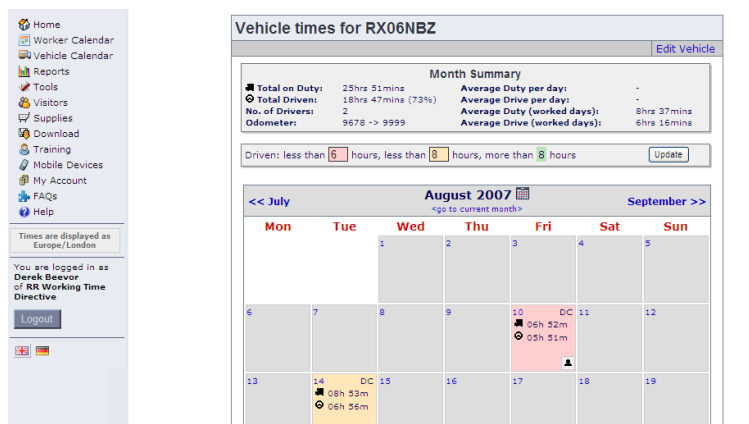 Home
Worker Calendar
Vehicle Calendar
Reports
Tools
Visitors
Supplies
Download
Training
Mobile Devices
My Account
FAQs
Help
Times are displayed as
Europe/London
You are logged in as
Derek Beevor
of RR Working Time
Directive
Logout
Vehicle times for RX06NBZ
Edit Vehicle
Month Summary
Total on Duty: 25hrs 51mins Average Duty per day: -
Total Driven: 18hrs 47mins (73%) Average Drive per day: -
No. of Drivers: 2 Average Duty (worked days): 8hrs 37mins
Odometer: 9678 -> 9999 Average Drive (worked days): 6hrs 16mins
Driven: less than 6 hours, less than 8 hours, more than 8 hours Update
<< July August 2007 September >>
<go to current month>
Mon Tue Wed Thu Fri Sat Sun
1 2 3 4 5
6 7 8 9 10 DC 11 12
06h 52m
05h 51m
13 14 DC 15 16 17 18 19
08h 53m
06h 56m